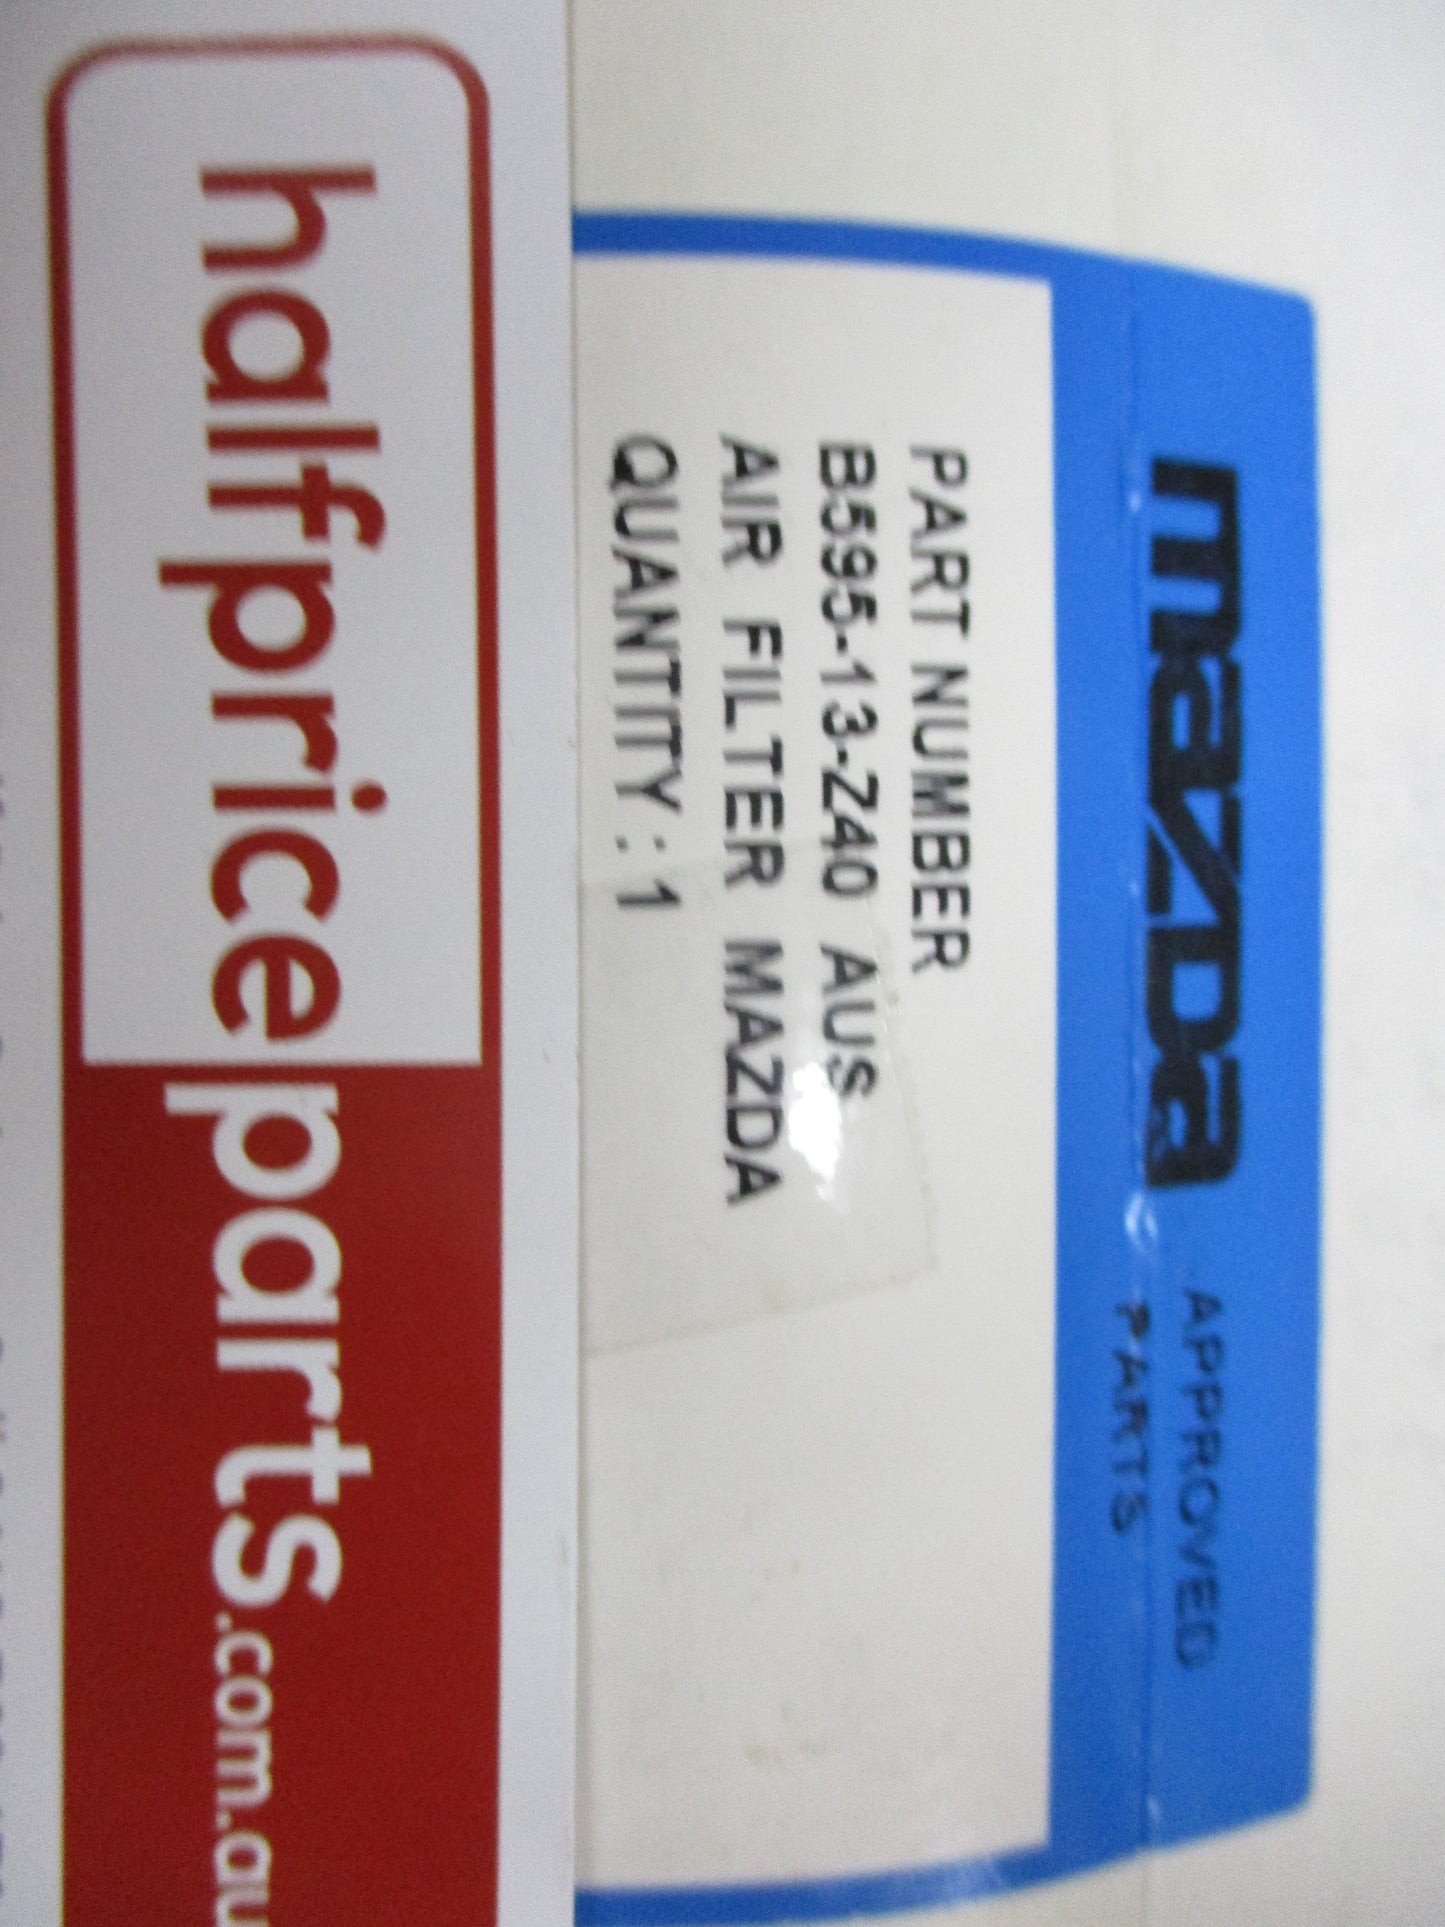 mazda APPROVED
PARTS
PART NUMBER
B595-13-Z40 AUS
AIR FILTER MAZDA
QUANTITY : 1
halfpriceparts.com.au